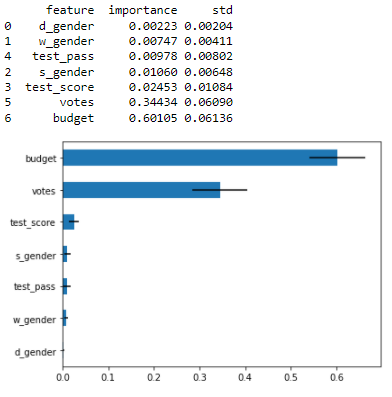 feature importance std
0 d_gender 0.00223 0.00204
1 w_gender 0.00747 0.00411
4 test_pass 0.00978 0.00802
2 s_gender 0.01060 0.00648
3 test_score 0.02453 0.01084
5 votes 0.34434 0.06090
6 budget 0.60105 0.06136
budget
votes
test_score
s_gender
test_pass
w_gender
d_gender
0.0 0.1 0.2 0.3 0.4 0.5 0.6